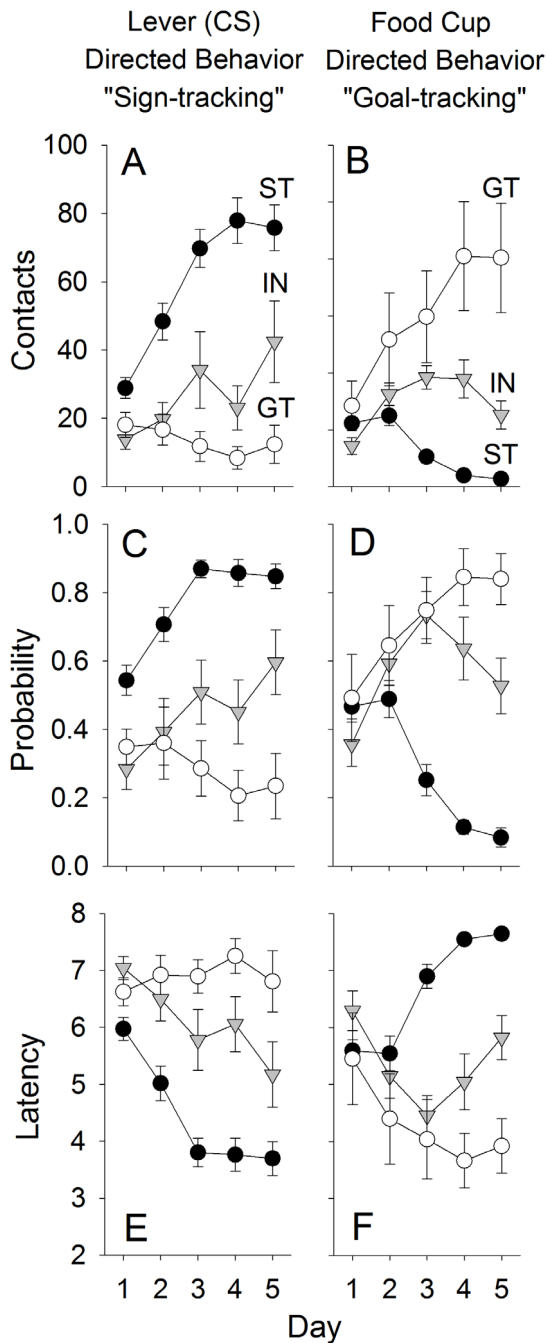 Lever (CS)
Directed Behavior
"Sign-tracking"
Food Cup
Directed Behavior
"Goal-tracking"
Contacts
100
80
60
40
20
0
A
ST
IN
GT
B
GT
IN
ST
Probability
1.0
0.8
0.6
0.4
0.2
0.0
C
D
Latency
8
7
6
5
4
3
2
E
F
1 2 3 4 5
1 2 3 4 5
Day